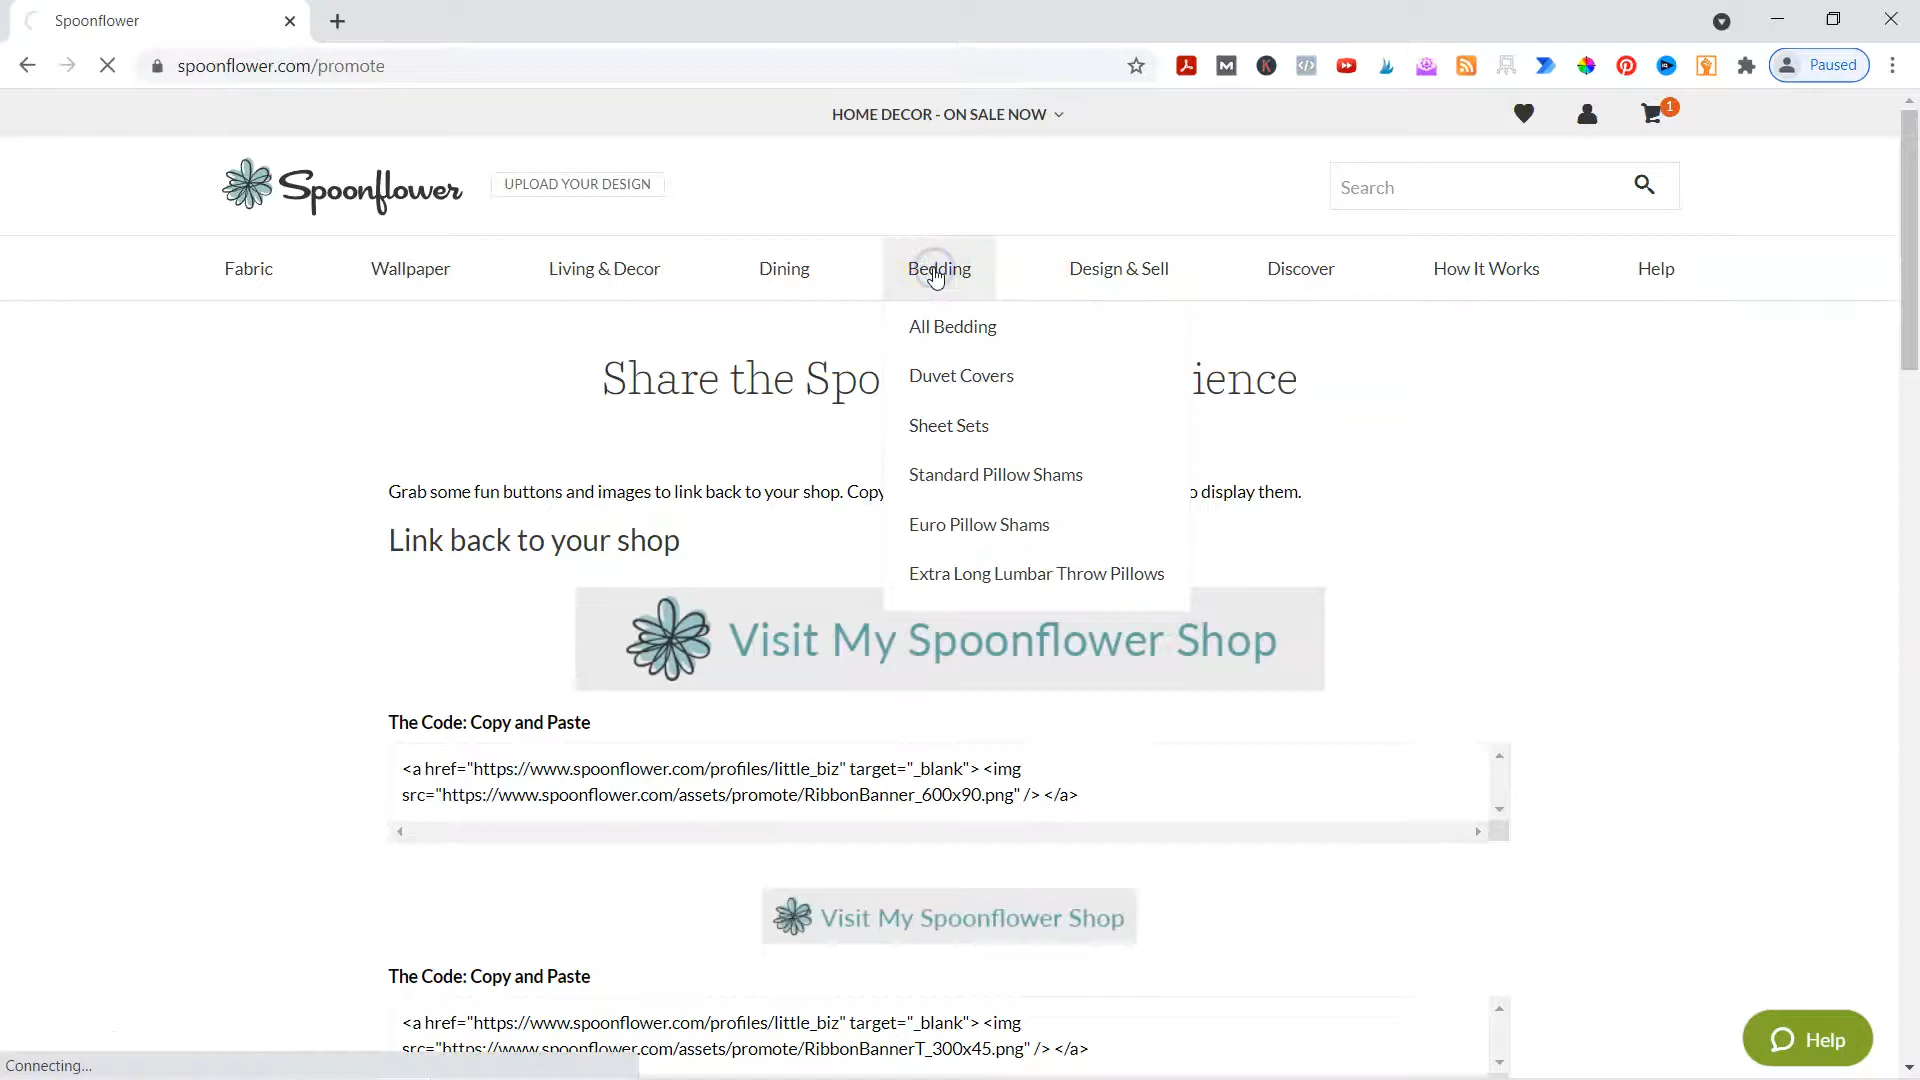 Spoonflower
spoonflower.com/promote
Paused
HOME DECOR - ON SALE NOW
1
Spoonflower
UPLOAD YOUR DESIGN
Search
Fabric
Wallpaper
Living & Decor
Dining
Bedding
Design & Sell
Discover
How It Works
Help
All Bedding
Duvet Covers
Sheet Sets
Standard Pillow Shams
Euro Pillow Shams
Extra Long Lumbar Throw Pillows
Share the Spo ience
Grab some fun buttons and images to link back to your shop. Copy o display them.
Link back to your shop
Visit My Spoonflower Shop
The Code: Copy and Paste
<a href="https://www.spoonflower.com/profiles/little_biz" target="_blank"> <img
src="https://www.spoonflower.com/assets/promote/RibbonBanner_600x90.png" /> </a>
Visit My Spoonflower Shop
The Code: Copy and Paste
<a href="https://www.spoonflower.com/profiles/little_biz" target="_blank"> <img
src="https://www.spoonflower.com/assets/promote/RibbonBannerT_300x45.png" /> </a>
Help
Connecting...